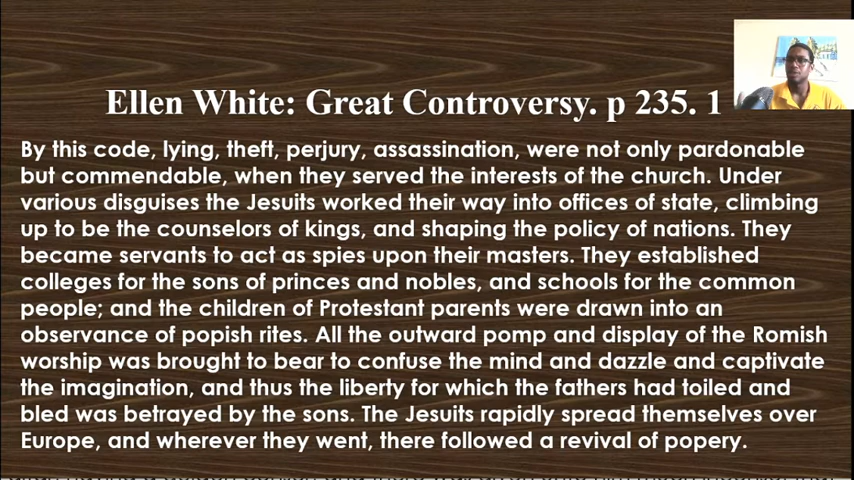 Ellen White: Great Controversy. p 235. 1
By this code, lying, theft, perjury, assassination, were not only pardonable
but commendable, when they served the interests of the church. Under
various disguises the Jesuits worked their way into offices of state, climbing
up to be the counselors of kings, and shaping the policy of nations. They
became servants to act as spies upon their masters. They established
colleges for the sons of princes and nobles, and schools for the common
people; and the children of Protestant parents were drawn into an
observance of popish rites. All the outward pomp and display of the Romish
worship was brought to bear to confuse the mind and dazzle and captivate
the imagination, and thus the liberty for which the fathers had toiled and
bled was betrayed by the sons. The Jesuits rapidly spread themselves over
Europe, and wherever they went, there followed a revival of popery.